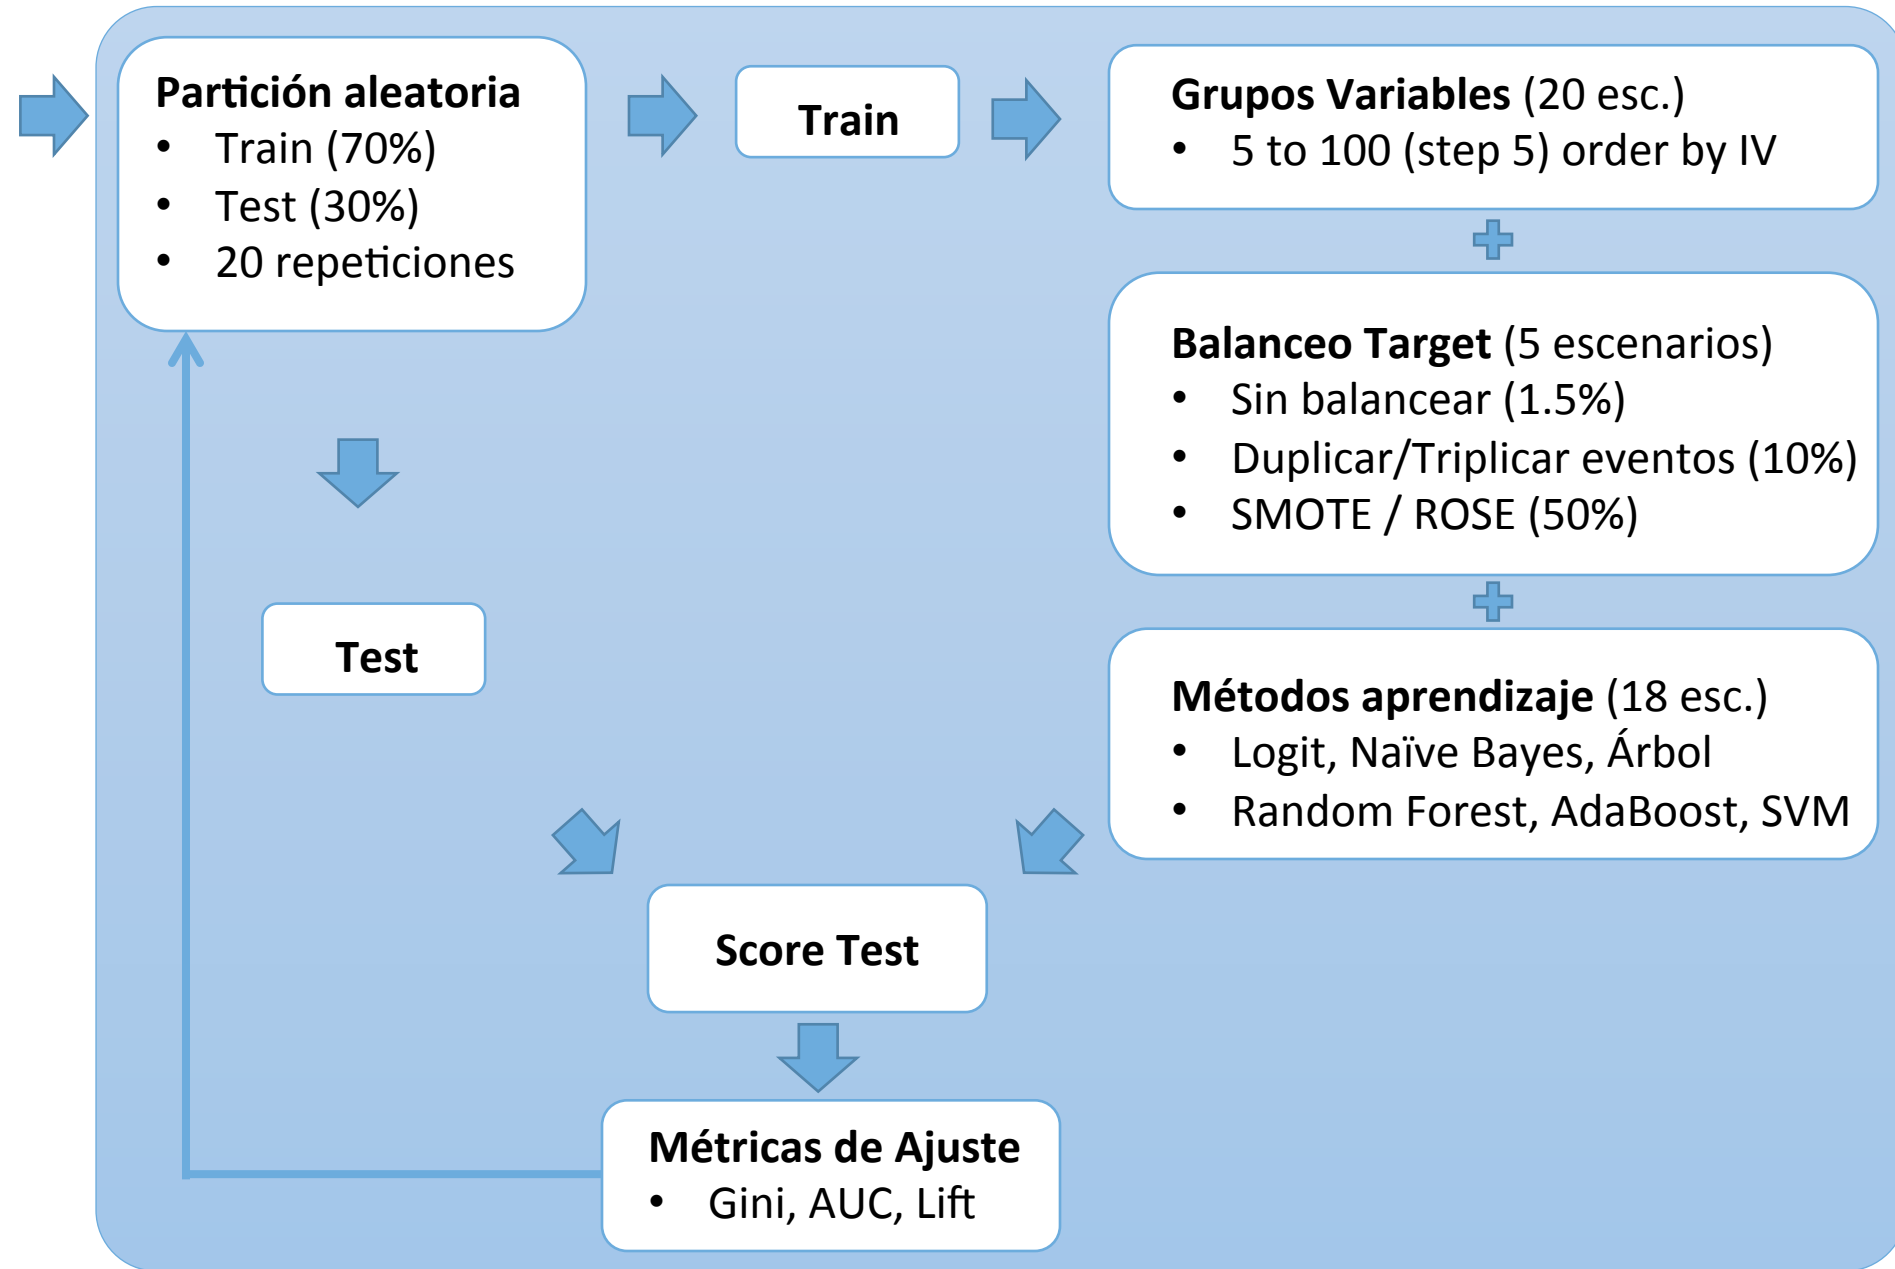 Partición aleatoria
• Train (70%)
• Test (30%)
• 20 repeticiones
Train
Grupos Variables (20 esc.)
• 5 to 100 (step 5) order by IV
Balanceo Target (5 escenarios)
• Sin balancear (1.5%)
• Duplicar/Triplicar eventos (10%)
• SMOTE / ROSE (50%)
Test
Métodos aprendizaje (18 esc.)
• Logit, Naïve Bayes, Árbol
• Random Forest, AdaBoost, SVM
Score Test
Métricas de Ajuste
• Gini, AUC, Lift